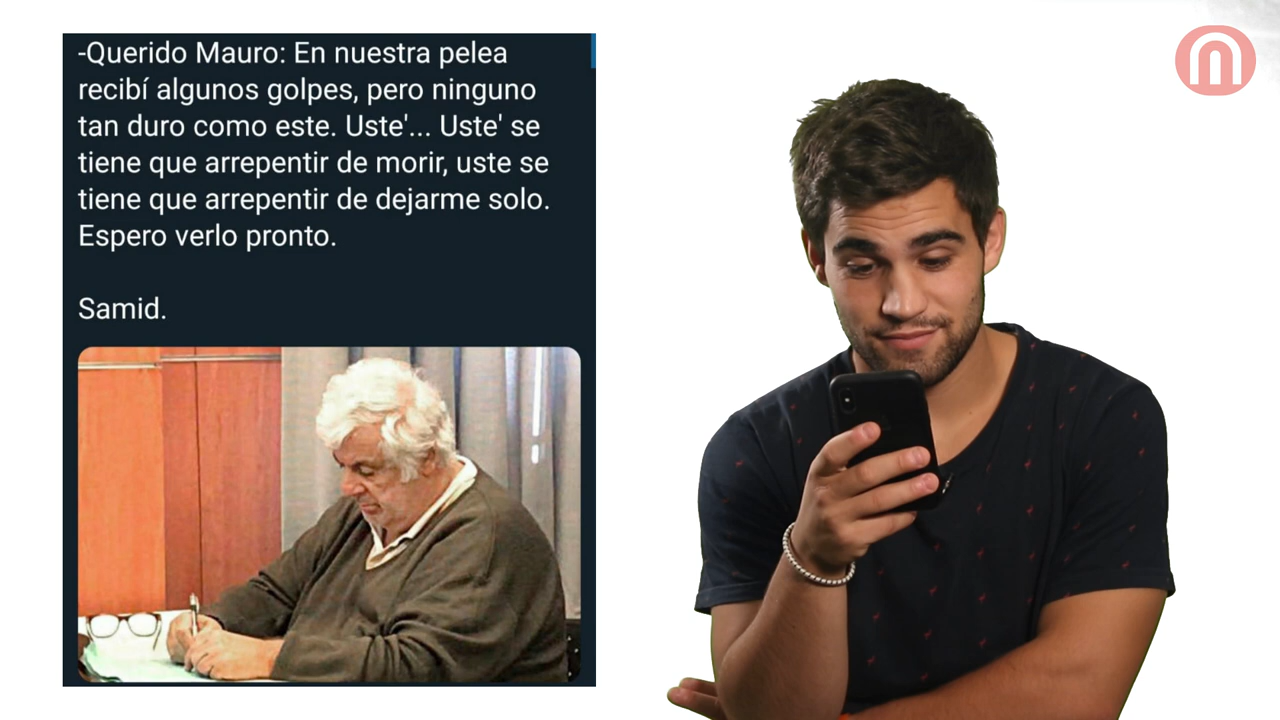 -Querido Mauro: En nuestra pelea
recibí algunos golpes, pero ninguno
tan duro como este. Uste'... Uste' se
tiene que arrepentir de morir, uste se
tiene que arrepentir de dejarme solo.
Espero verlo pronto.
Samid.